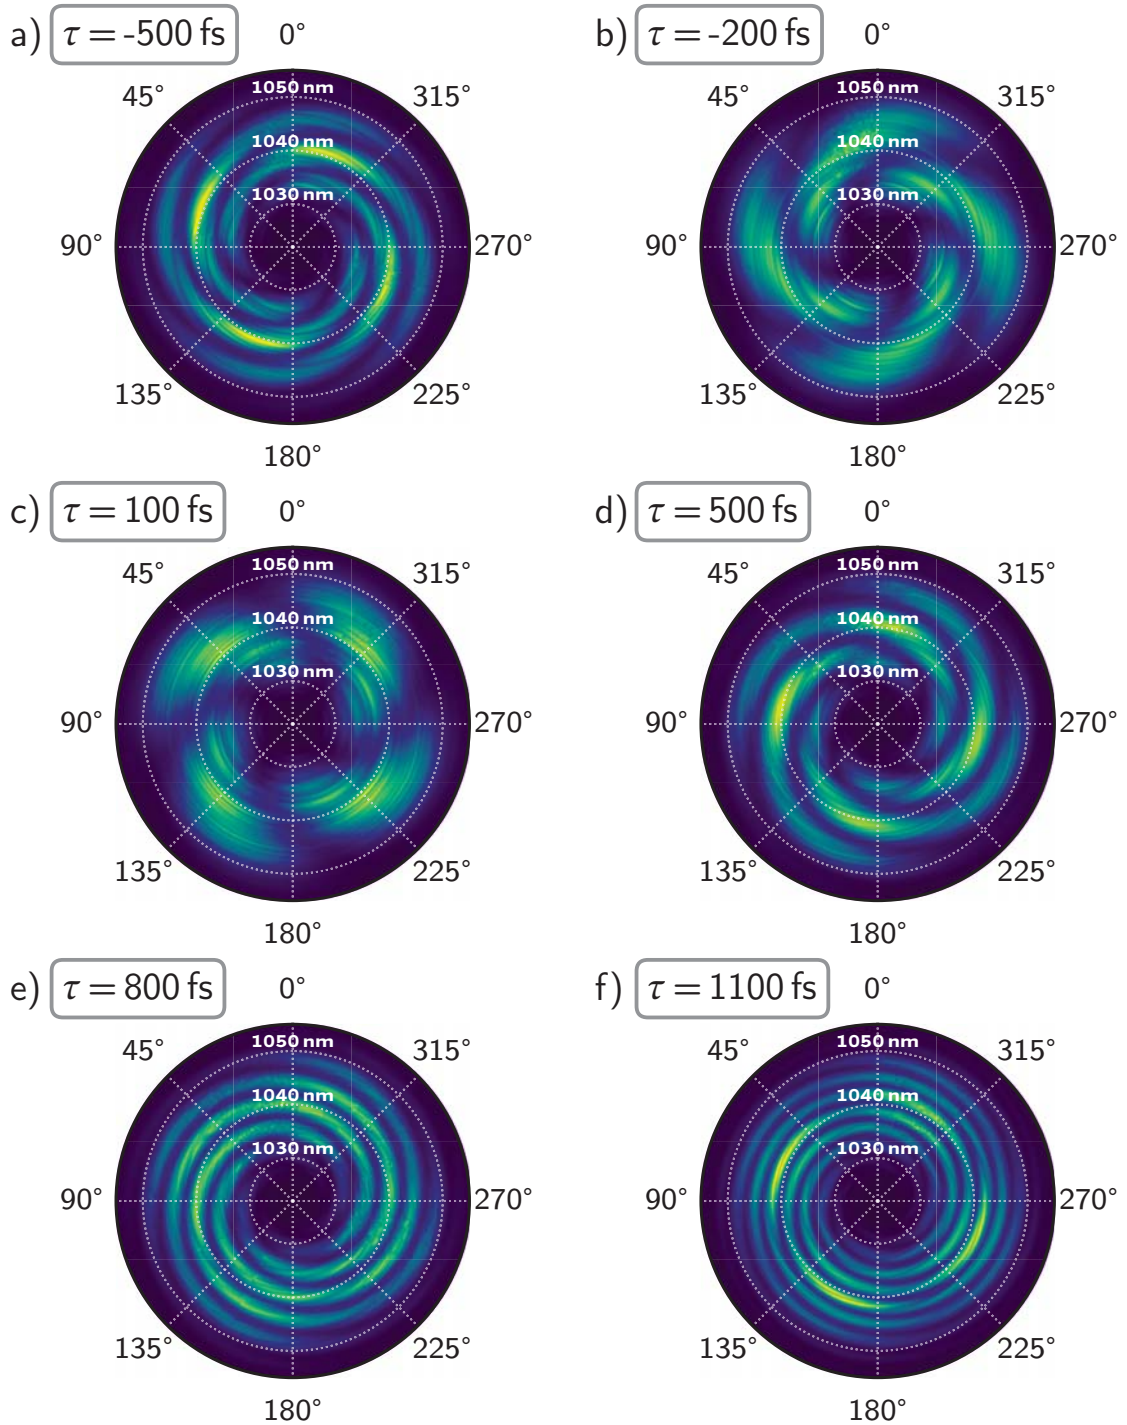 a) τ = -500 fs 0° b) τ = -200 fs 0°
45° 1050 nm 315° 45° 1050 nm 315°
1040 nm 1040 nm
1030 nm 1030 nm
90° 270° 90° 270°
135° 225° 135° 225°
180° 180°
c) τ = 100 fs 0° d) τ = 500 fs 0°
45° 1050 nm 315° 45° 1050 nm 315°
1040 nm 1040 nm
1030 nm 1030 nm
90° 270° 90° 270°
135° 225° 135° 225°
180° 180°
e) τ = 800 fs 0° f) τ = 1100 fs 0°
45° 1050 nm 315° 45° 1050 nm 315°
1040 nm 1040 nm
1030 nm 1030 nm
90° 270° 90° 270°
135° 225° 135° 225°
180° 180°